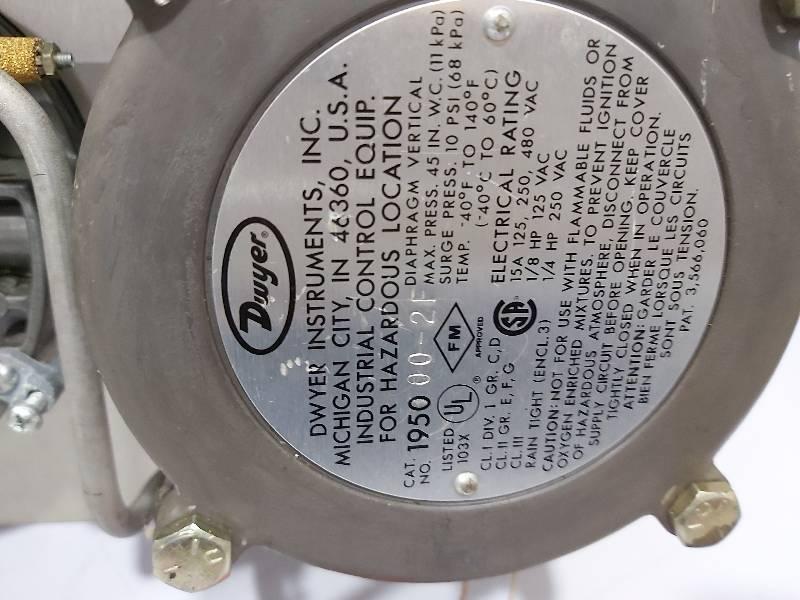 Dwyer®
DWYER INSTRUMENTS, INC.
MICHIGAN CITY, IN 46360, U.S.A.
INDUSTRIAL CONTROL EQUIP.
FOR HAZARDOUS LOCATION
CAT. NO. 1950 00-2F
DIAPHRAGM VERTICAL
MAX. PRESS. 45 IN. W.C. (11 kPa)
SURGE PRESS. 10 PSI (68 kPa)
TEMP. -40°F TO 140°F
(-40°C TO 60°C)
LISTED UL ®
103X
FM
APPROVED
SA
CL.I DIV. 1 GR. C,D
CL.II GR. E, F, G
CL.III
RAIN TIGHT (ENCL.3)
ELECTRICAL RATING
15A 125, 250, 480 VAC
1/8 HP 125 VAC
1/4 HP 250 VAC
CAUTION: NOT FOR USE WITH FLAMMABLE FLUIDS OR
OXYGEN ENRICHED MIXTURES. TO PREVENT IGNITION
OF HAZARDOUS ATMOSPHERE, DISCONNECT FROM
SUPPLY CIRCUIT BEFORE OPENING. KEEP COVER
TIGHTLY CLOSED WHEN IN OPERATION.
ATTENTION: GARDER LE COUVERCLE
BIEN FERME LORSQUE LES CIRCUITS
SONT SOUS TENSION.
PAT. 3,566,060